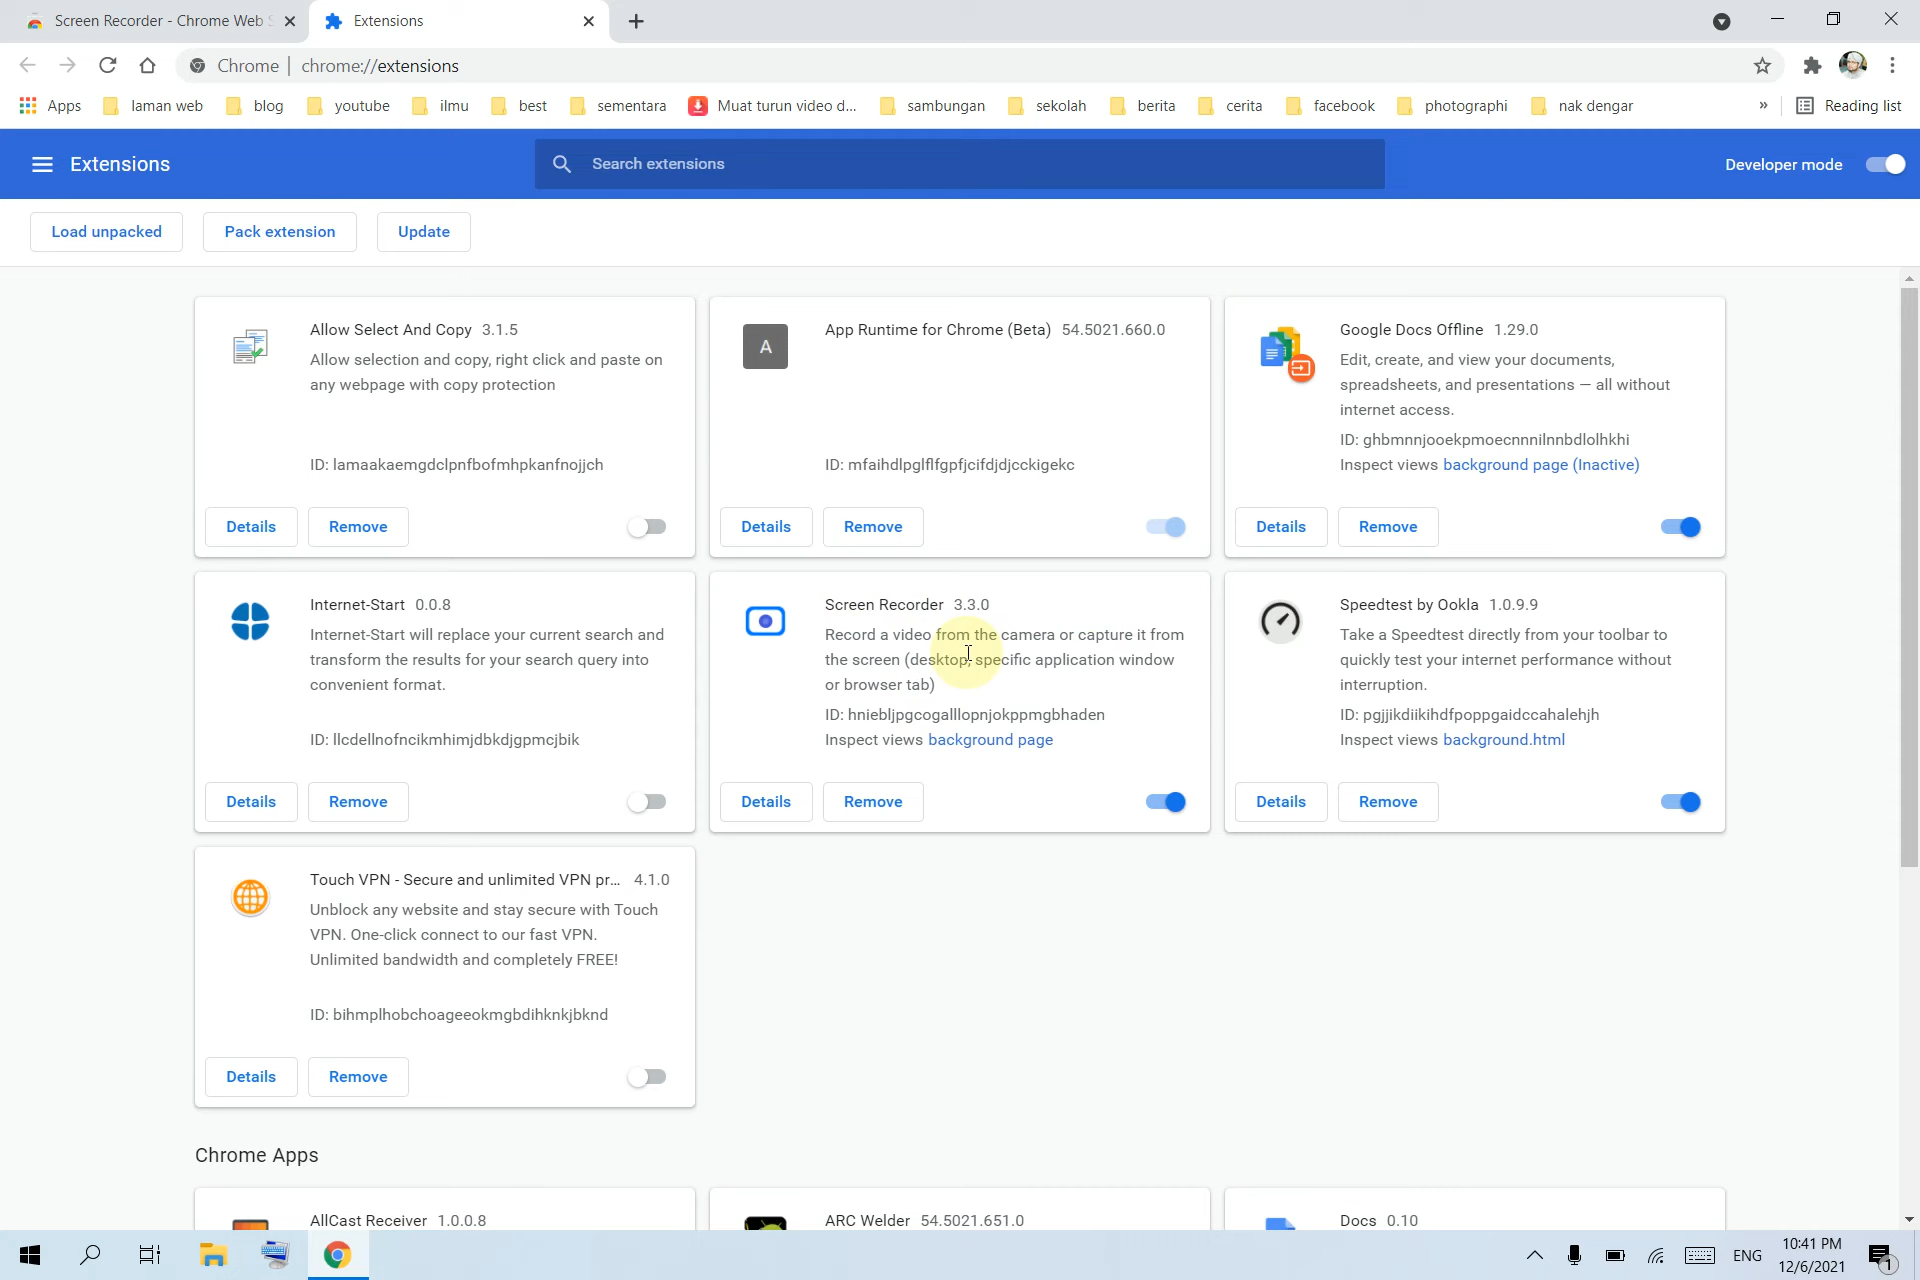 Screen Recorder - Chrome Web S
Extensions
Chrome | chrome://extensions
Apps laman web blog youtube ilmu best sementara Muat turun video d... sambungan sekolah berita cerita facebook photographi nak dengar » Reading list
Extensions
Search extensions
Developer mode
Load unpacked
Pack extension
Update
Allow Select And Copy 3.1.5
Allow selection and copy, right click and paste on
any webpage with copy protection
ID: lamaakaemgdclpnfbofmhpkanfnojjch
Details
Remove
A
App Runtime for Chrome (Beta) 54.5021.660.0
ID: mfaihdlpglflfgpfjcifdjdjcckigekc
Details
Remove
Google Docs Offline 1.29.0
Edit, create, and view your documents,
spreadsheets, and presentations — all without
internet access.
ID: ghbmnnjooekpmoecnnnilnnbdlolhkhi
Inspect views background page (Inactive)
Details
Remove
Internet-Start 0.0.8
Internet-Start will replace your current search and
transform the results for your search query into
convenient format.
ID: llcdellnofncikmhimjdbkdjgpmcjbik
Details
Remove
Screen Recorder 3.3.0
Record a video from the camera or capture it from
the screen (desktop, specific application window
or browser tab)
ID: hniebljpgcogalllopnjokppmgbhaden
Inspect views background page
Details
Remove
Speedtest by Ookla 1.0.9.9
Take a Speedtest directly from your toolbar to
quickly test your internet performance without
interruption.
ID: pgjjikdiikihdfpoppgaidccahalehjh
Inspect views background.html
Details
Remove
Touch VPN - Secure and unlimited VPN pr... 4.1.0
Unblock any website and stay secure with Touch
VPN. One-click connect to our fast VPN.
Unlimited bandwidth and completely FREE!
ID: bihmplhobchoageeokmgbdihknkjbknd
Details
Remove
Chrome Apps
AllCast Receiver 1.0.0.8
ARC Welder 54.5021.651.0
Docs 0.10
ENG
10:41 PM
12/6/2021
1